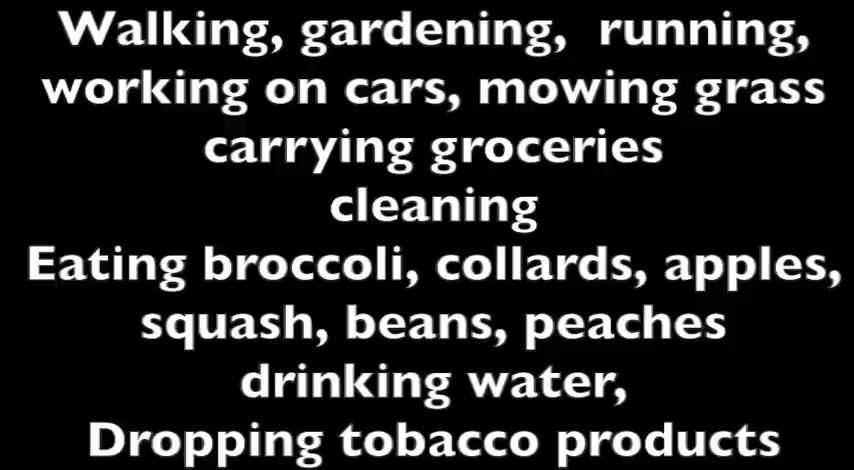 Walking, gardening,  running,
working on cars, mowing grass
carrying groceries
cleaning
Eating broccoli, collards, apples,
squash, beans, peaches
drinking water,
Dropping tobacco products